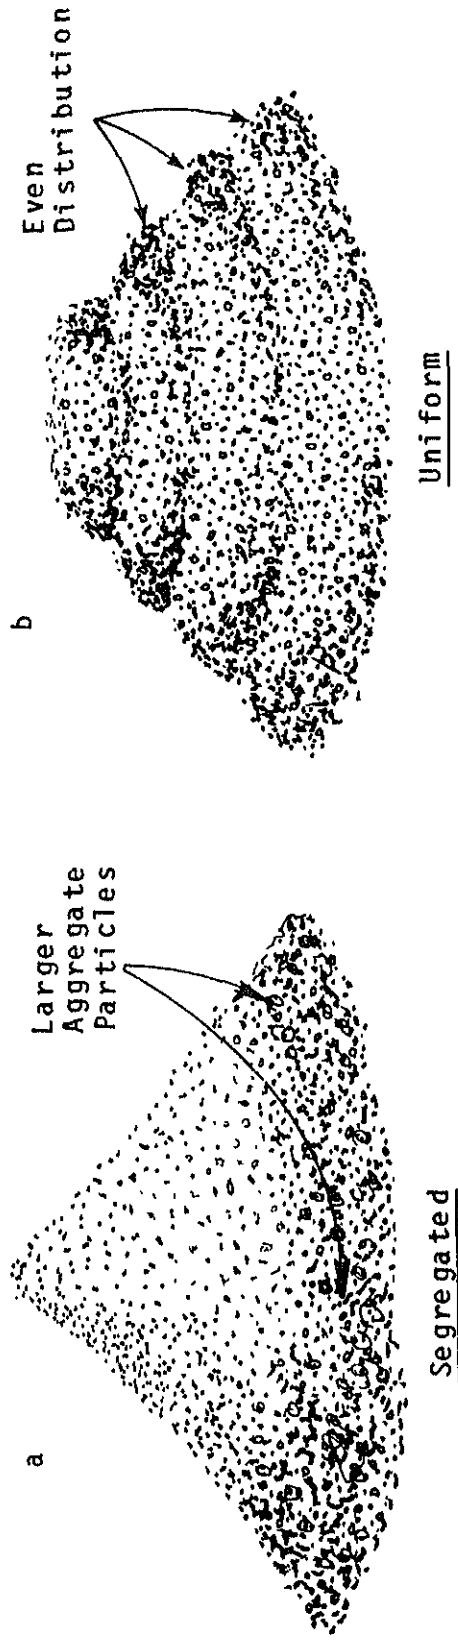 a
Larger
Aggregate
Particles
Segregated
b
Even
Distribution
Uniform